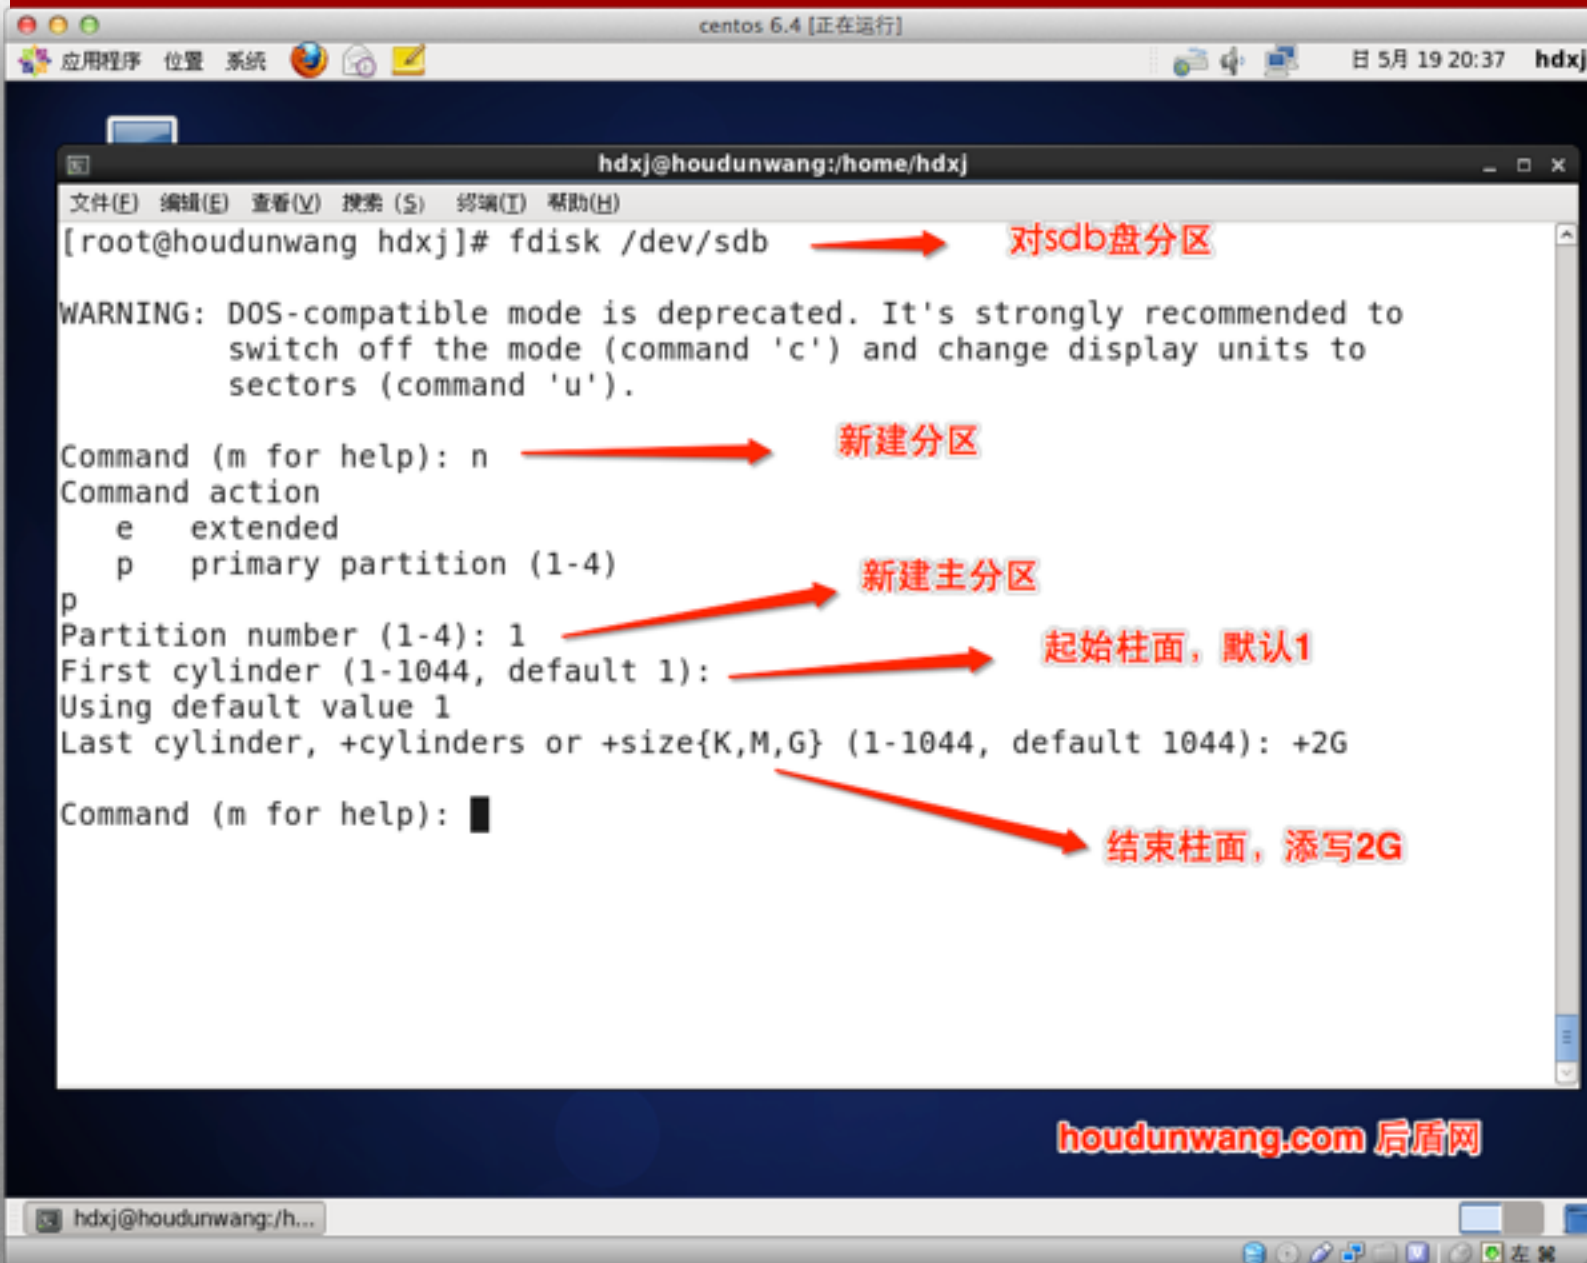 centos 6.4 [正在运行]
应用程序 位置 系统 日 5月 19 20:37 hdxj
hdxj@houdunwang:/home/hdxj
文件(F) 编辑(E) 查看(V) 搜索 (S) 终端(T) 帮助(H)
[root@houdunwang hdxj]# fdisk /dev/sdb 对sdb盘分区
WARNING: DOS-compatible mode is deprecated. It's strongly recommended to
switch off the mode (command 'c') and change display units to
sectors (command 'u').
Command (m for help): n 新建分区
Command action
e extended
p primary partition (1-4)
p 新建主分区
Partition number (1-4): 1
First cylinder (1-1044, default 1): 起始柱面，默认1
Using default value 1
Last cylinder, +cylinders or +size{K,M,G} (1-1044, default 1044): +2G
Command (m for help):
结束柱面，添写2G
houdunwang.com 后盾网
hdxj@houdunwang:/h...
左 ⌘